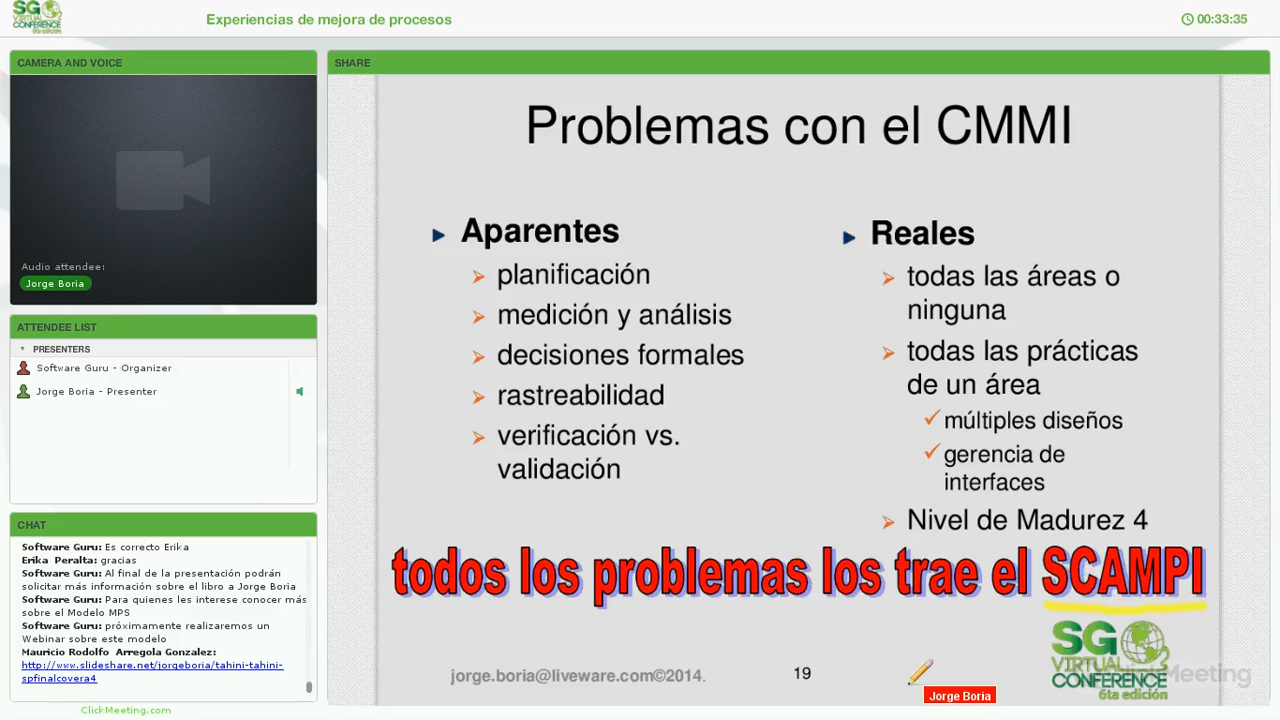 SG
VIRTUAL
CONFERENCE
6ta edición
Experiencias de mejora de procesos
00:33:35
CAMERA AND VOICE
Audio attendee:
Jorge Boria
ATTENDEE LIST
PRESENTERS
Software Guru - Organizer
Jorge Boria - Presenter
CHAT
Software Guru: Es correcto Erika
Erika Peralta: gracias
Software Guru: Al final de la presentación podrán
solicitar más información sobre el libro a Jorge Boria
Software Guru: Para quienes les interese conocer más
sobre el Modelo MPS
Software Guru: próximamente realizaremos un
Webinar sobre este modelo
Mauricio Rodolfo Arregola Gonzalez:
http://www.slideshare.net/jorgeboria/tahini-tahini-
spfinalcovera4
ClickMeeting.com
SHARE
Problemas con el CMMI
Aparentes
planificación
medición y análisis
decisiones formales
rastreabilidad
verificación vs.
validación
Reales
todas las áreas o
ninguna
todas las prácticas
de un área
múltiples diseños
gerencia de
interfaces
Nivel de Madurez 4
todos los problemas los trae el SCAMPI
jorge.boria@liveware.com©2014.
19
Jorge Boria
SG
VIRTUAL
CONFERENCE
6ta edición
ClickMeeting